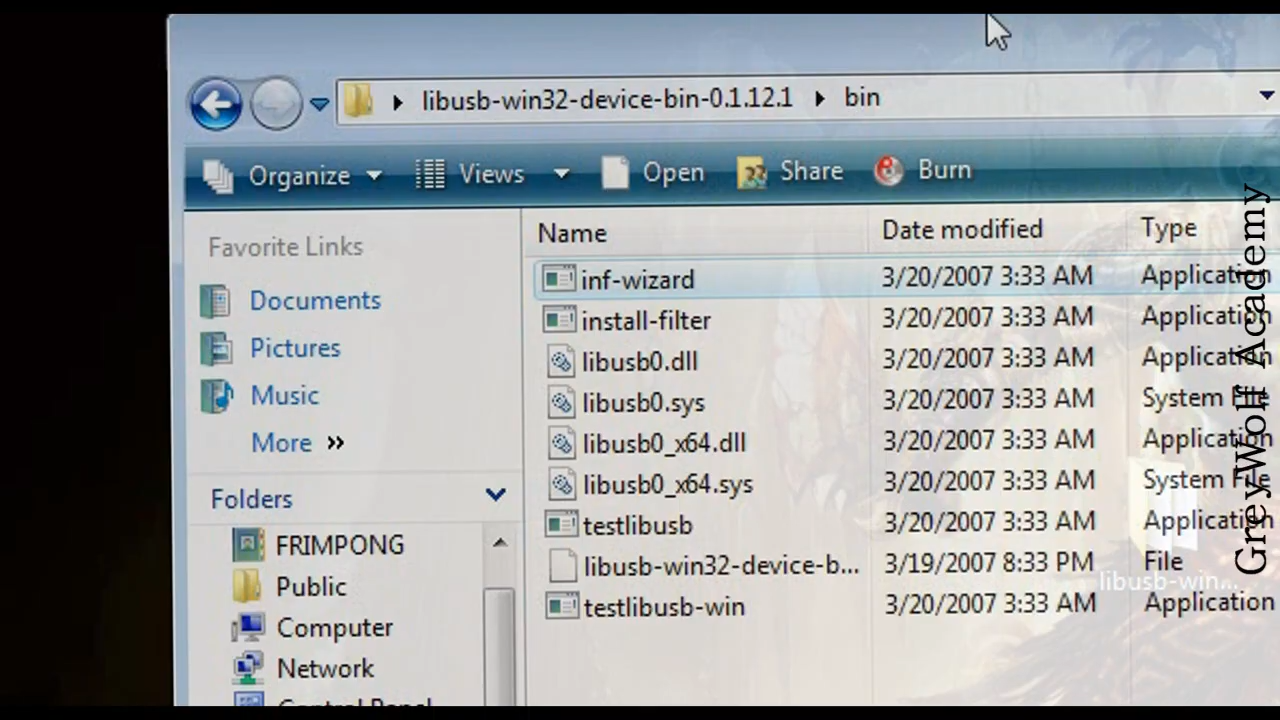 libusb-win32-device-bin-0.1.12.1 bin
Organize Views Open Share Burn
Favorite Links
Documents
Pictures
Music
More
Folders
FRIMPONG
Public
Computer
Network
Control Panel
Name Date modified Type
inf-wizard 3/20/2007 3:33 AM Application
install-filter 3/20/2007 3:33 AM Application
libusb0.dll 3/20/2007 3:33 AM Application
libusb0.sys 3/20/2007 3:33 AM System File
libusb0_x64.dll 3/20/2007 3:33 AM Application
libusb0_x64.sys 3/20/2007 3:33 AM System File
testlibusb 3/20/2007 3:33 AM Application
libusb-win32-device-b... 3/19/2007 8:33 PM File
testlibusb-win 3/20/2007 3:33 AM Application
libusb-win...
GreyWolf Academy